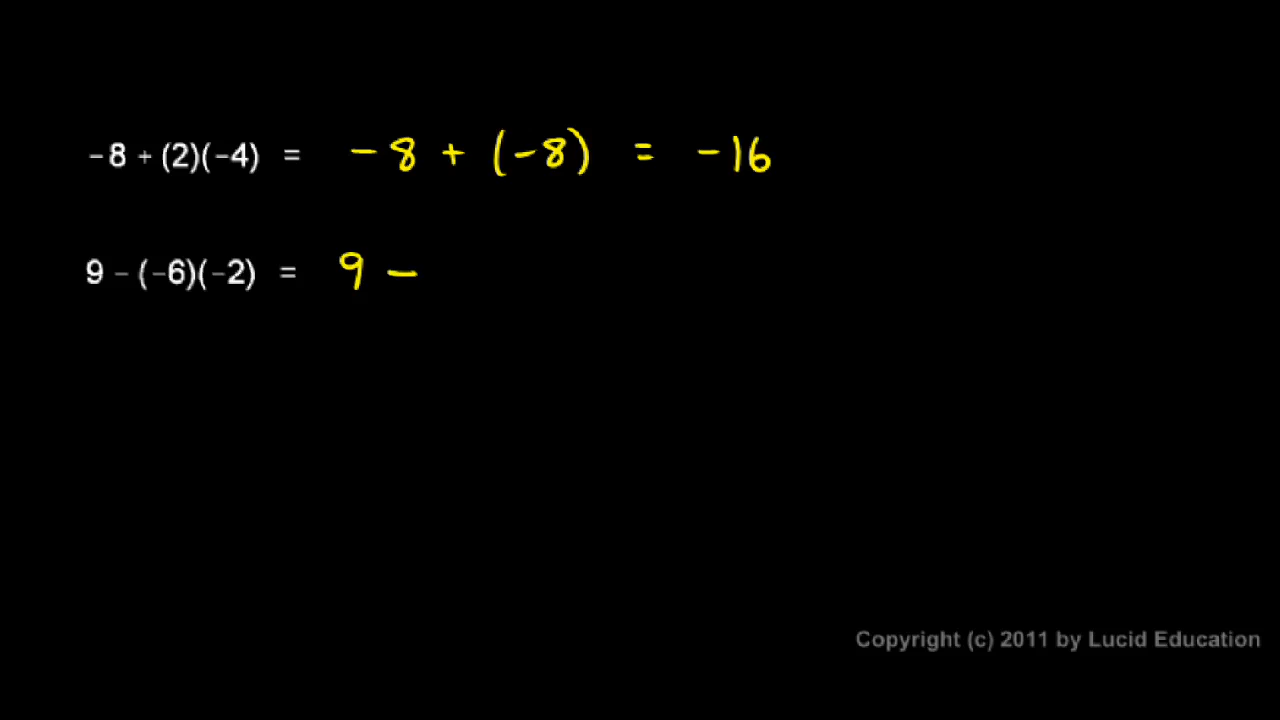 -8 + (2)(-4) = -8 + (-8) = -16
9 - (-6)(-2) = 9 -
Copyright (c) 2011 by Lucid Education